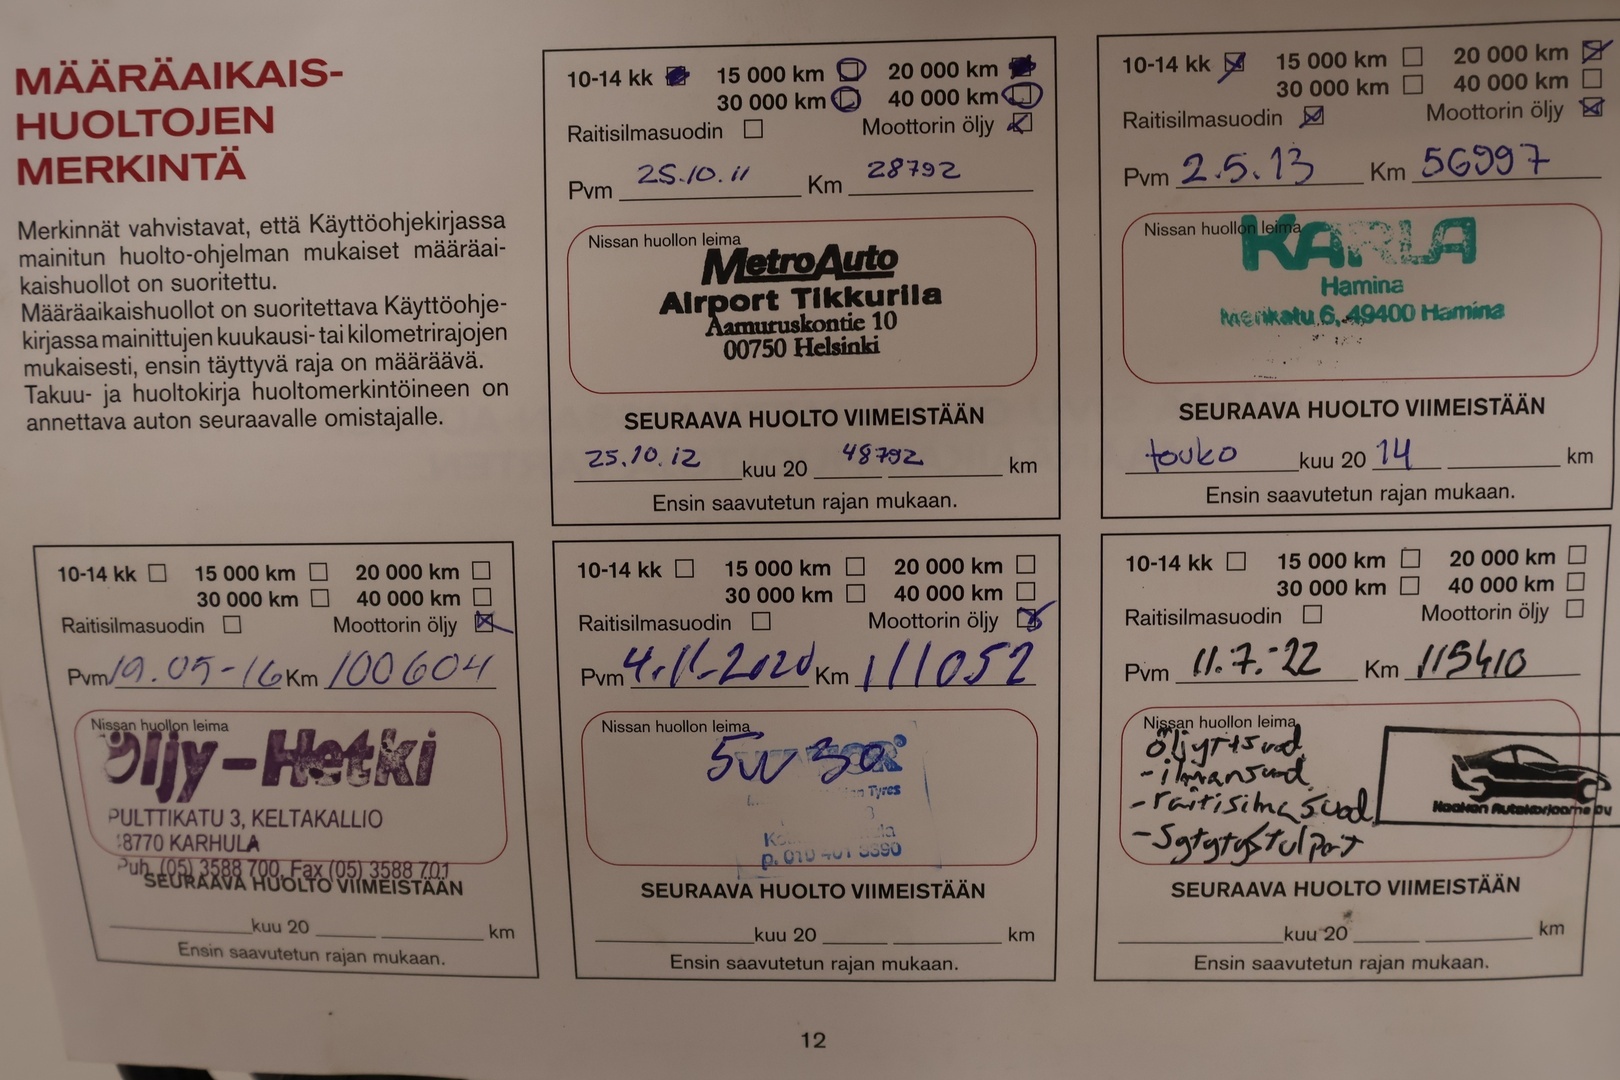 MÄÄRÄAIKAIS-
HUOLTOJEN
MERKINTÄ
Merkinnät vahvistavat, että Käyttöohjekirjassa
mainitun huolto-ohjelman mukaiset määräai-
kaishuollot on suoritettu.
Määräaikaishuollot on suoritettava Käyttöohje-
kirjassa mainittujen kuukausi- tai kilometrirajojen
mukaisesti, ensin täyttyvä raja on määräävä.
Takuu- ja huoltokirja huoltomerkintöineen on
annettava auton seuraavalle omistajalle.
10-14 kk 15 000 km 20 000 km
30 000 km 40 000 km
Raitisilmasuodin Moottorin öljy
Pvm 25.10.11 Km 28792
Nissan huollon leima
MetroAuto
Airport Tikkurila
Aamuruskontie 10
00750 Helsinki
SEURAAVA HUOLTO VIIMEISTÄÄN
25.10.12 kuu 20 48792 km
Ensin saavutetun rajan mukaan.
10-14 kk 15 000 km 20 000 km
30 000 km 40 000 km
Raitisilmasuodin Moottorin öljy
Pvm 2.5.13 Km 56997
Nissan huollon leima
KARLA
Hamina
Merikatu 6, 49400 Hamina
SEURAAVA HUOLTO VIIMEISTÄÄN
touko kuu 20 14 km
Ensin saavutetun rajan mukaan.
10-14 kk 15 000 km 20 000 km
30 000 km 40 000 km
Raitisilmasuodin Moottorin öljy
Pvm 19.05-16 Km 100604
Nissan huollon leima
Öljy-Hetki
PULTTIKATU 3, KELTAKALLIO
48770 KARHULA
Puh. (05) 3588 700, Fax (05) 3588 701
SEURAAVA HUOLTO VIIMEISTÄÄN
kuu 20 km
Ensin saavutetun rajan mukaan.
10-14 kk 15 000 km 20 000 km
30 000 km 40 000 km
Raitisilmasuodin Moottorin öljy
Pvm 4.11-2020 Km 111052
Nissan huollon leima
5w30
Tyres
p. 010 401 3690
SEURAAVA HUOLTO VIIMEISTÄÄN
kuu 20 km
Ensin saavutetun rajan mukaan.
10-14 kk 15 000 km 20 000 km
30 000 km 40 000 km
Raitisilmasuodin Moottorin öljy
Pvm 11.7.-22 Km 115410
Nissan huollon leima
öljyt+suod
-ilmansuod
-raitisilmasuod
-Sytytystulpat
Haakon Autokorjaamo Oy
SEURAAVA HUOLTO VIIMEISTÄÄN
kuu 20 km
Ensin saavutetun rajan mukaan.
12